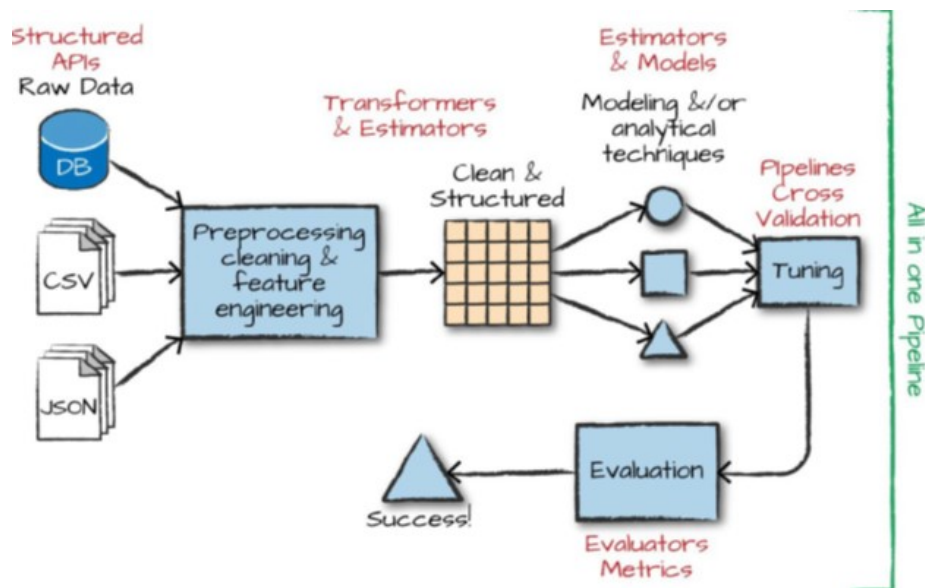 Structured
APIs
Raw Data
DB
CSV
JSON
Transformers
& Estimators
Preprocessing
cleaning &
feature
engineering
Clean &
Structured
Estimators
& Models
Modeling &/or
analytical
techniques
Pipelines
Cross
Validation
Tuning
Evaluation
Evaluators
Metrics
Success!
All in one Pipeline